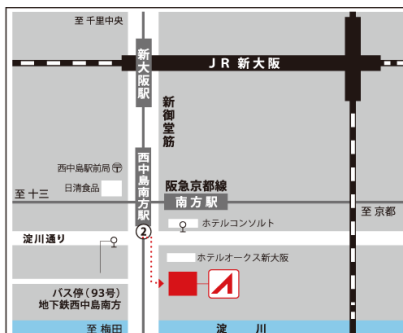 至 千里中央
JR 新大阪
新大阪駅
新御堂筋
西中島駅前局〒
日清食品
西中島南方駅
阪急京都線
南方駅
至 十三
至 京都
②
ホテルコンソルト
淀川通り
ホテルオークス新大阪
バス停(93号)
地下鉄西中島南方
至 梅田
淀 川